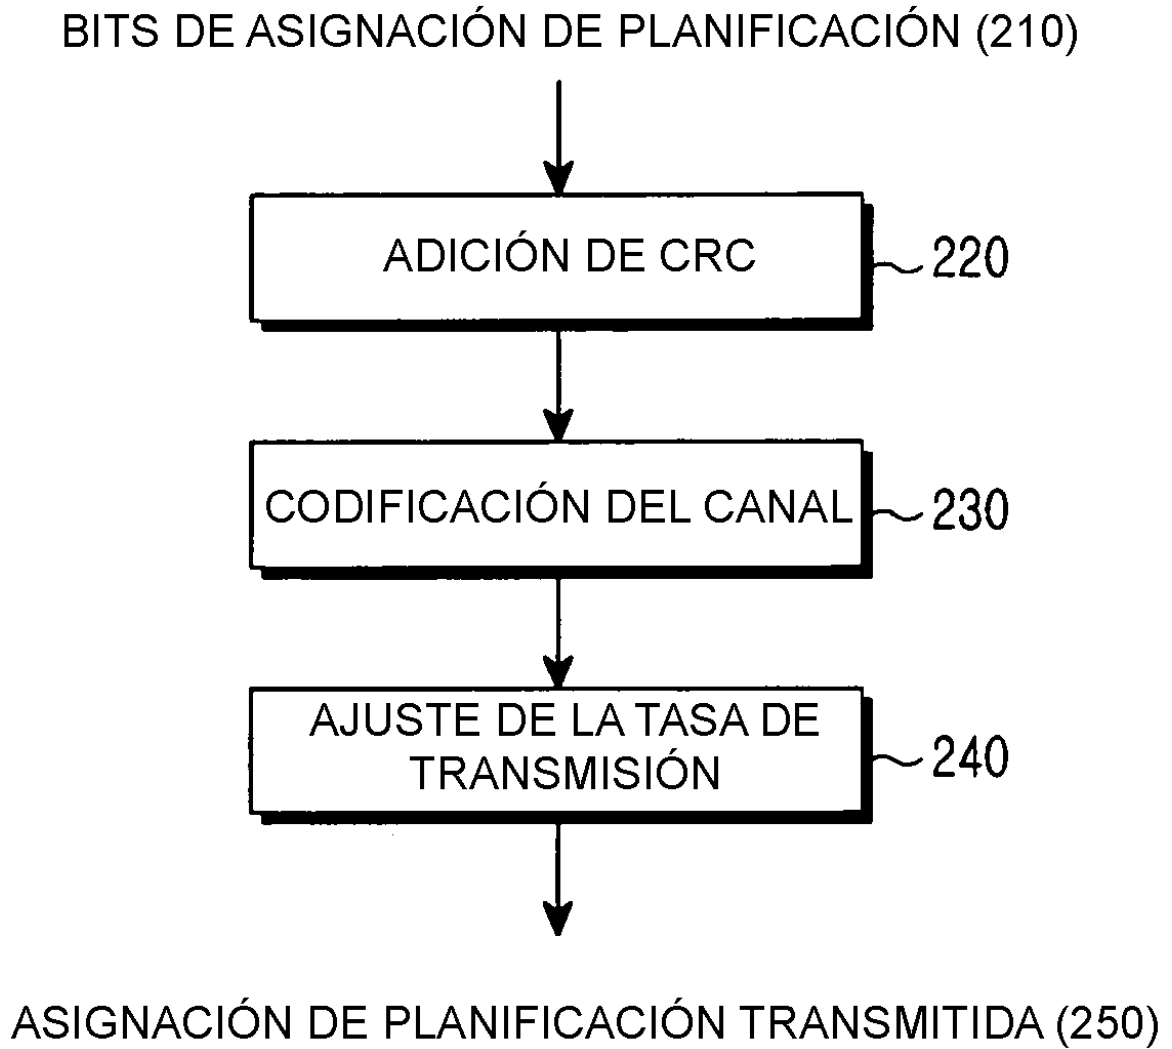 BITS DE ASIGNACIÓN DE PLANIFICACIÓN (210)
ADICIÓN DE CRC
220
CODIFICACIÓN DEL CANAL
230
AJUSTE DE LA TASA DE
TRANSMISIÓN
240
ASIGNACIÓN DE PLANIFICACIÓN TRANSMITIDA (250)